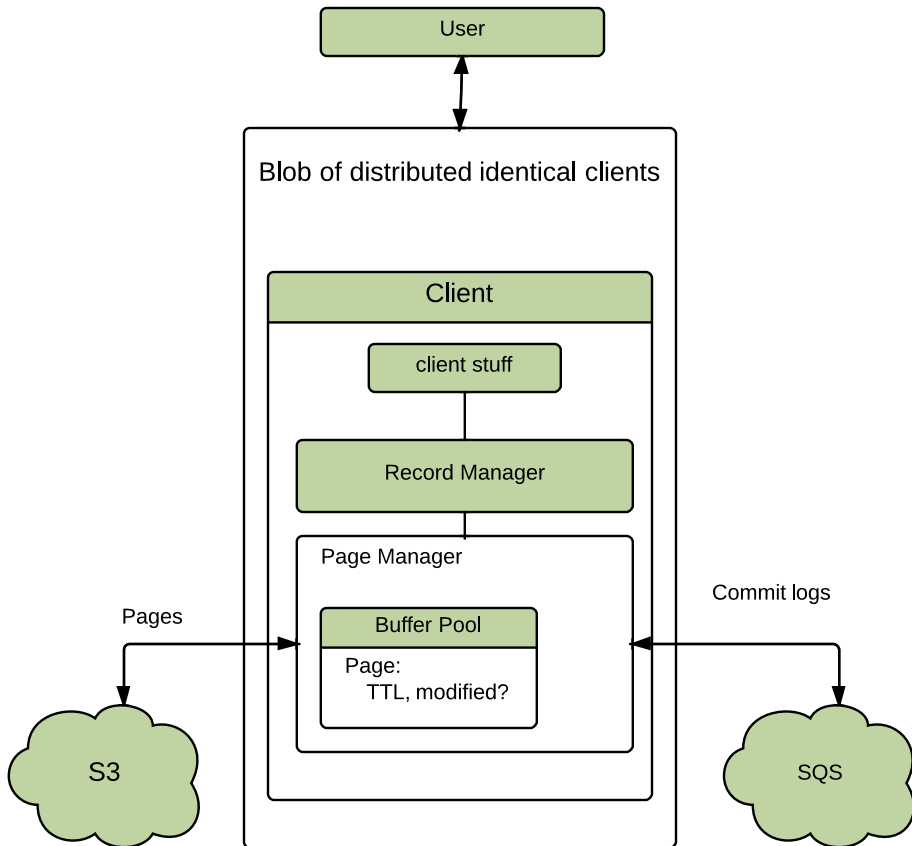 User
Blob of distributed identical clients
Client
client stuff
Record Manager
Page Manager
Commit logs
Pages
Buffer Pool
Page:
TTL, modified?
S3
SQS